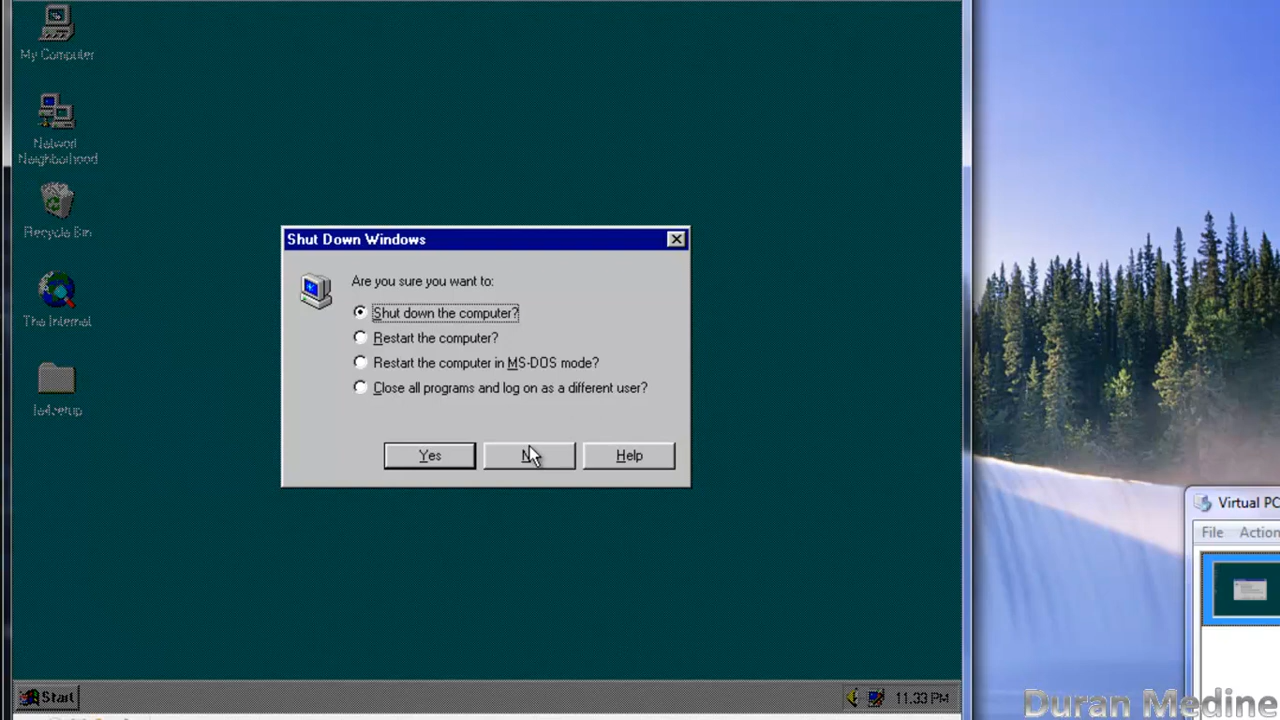 My Computer
Network
Neighborhood
Recycle Bin
The Internet
Shut Down Windows
Are you sure you want to:
Shut down the computer?
Restart the computer?
Restart the computer in MS-DOS mode?
Close all programs and log on as a different user?
Yes
Help
Start
11.33 PM
Virtual PC
File Action
Duran Medine